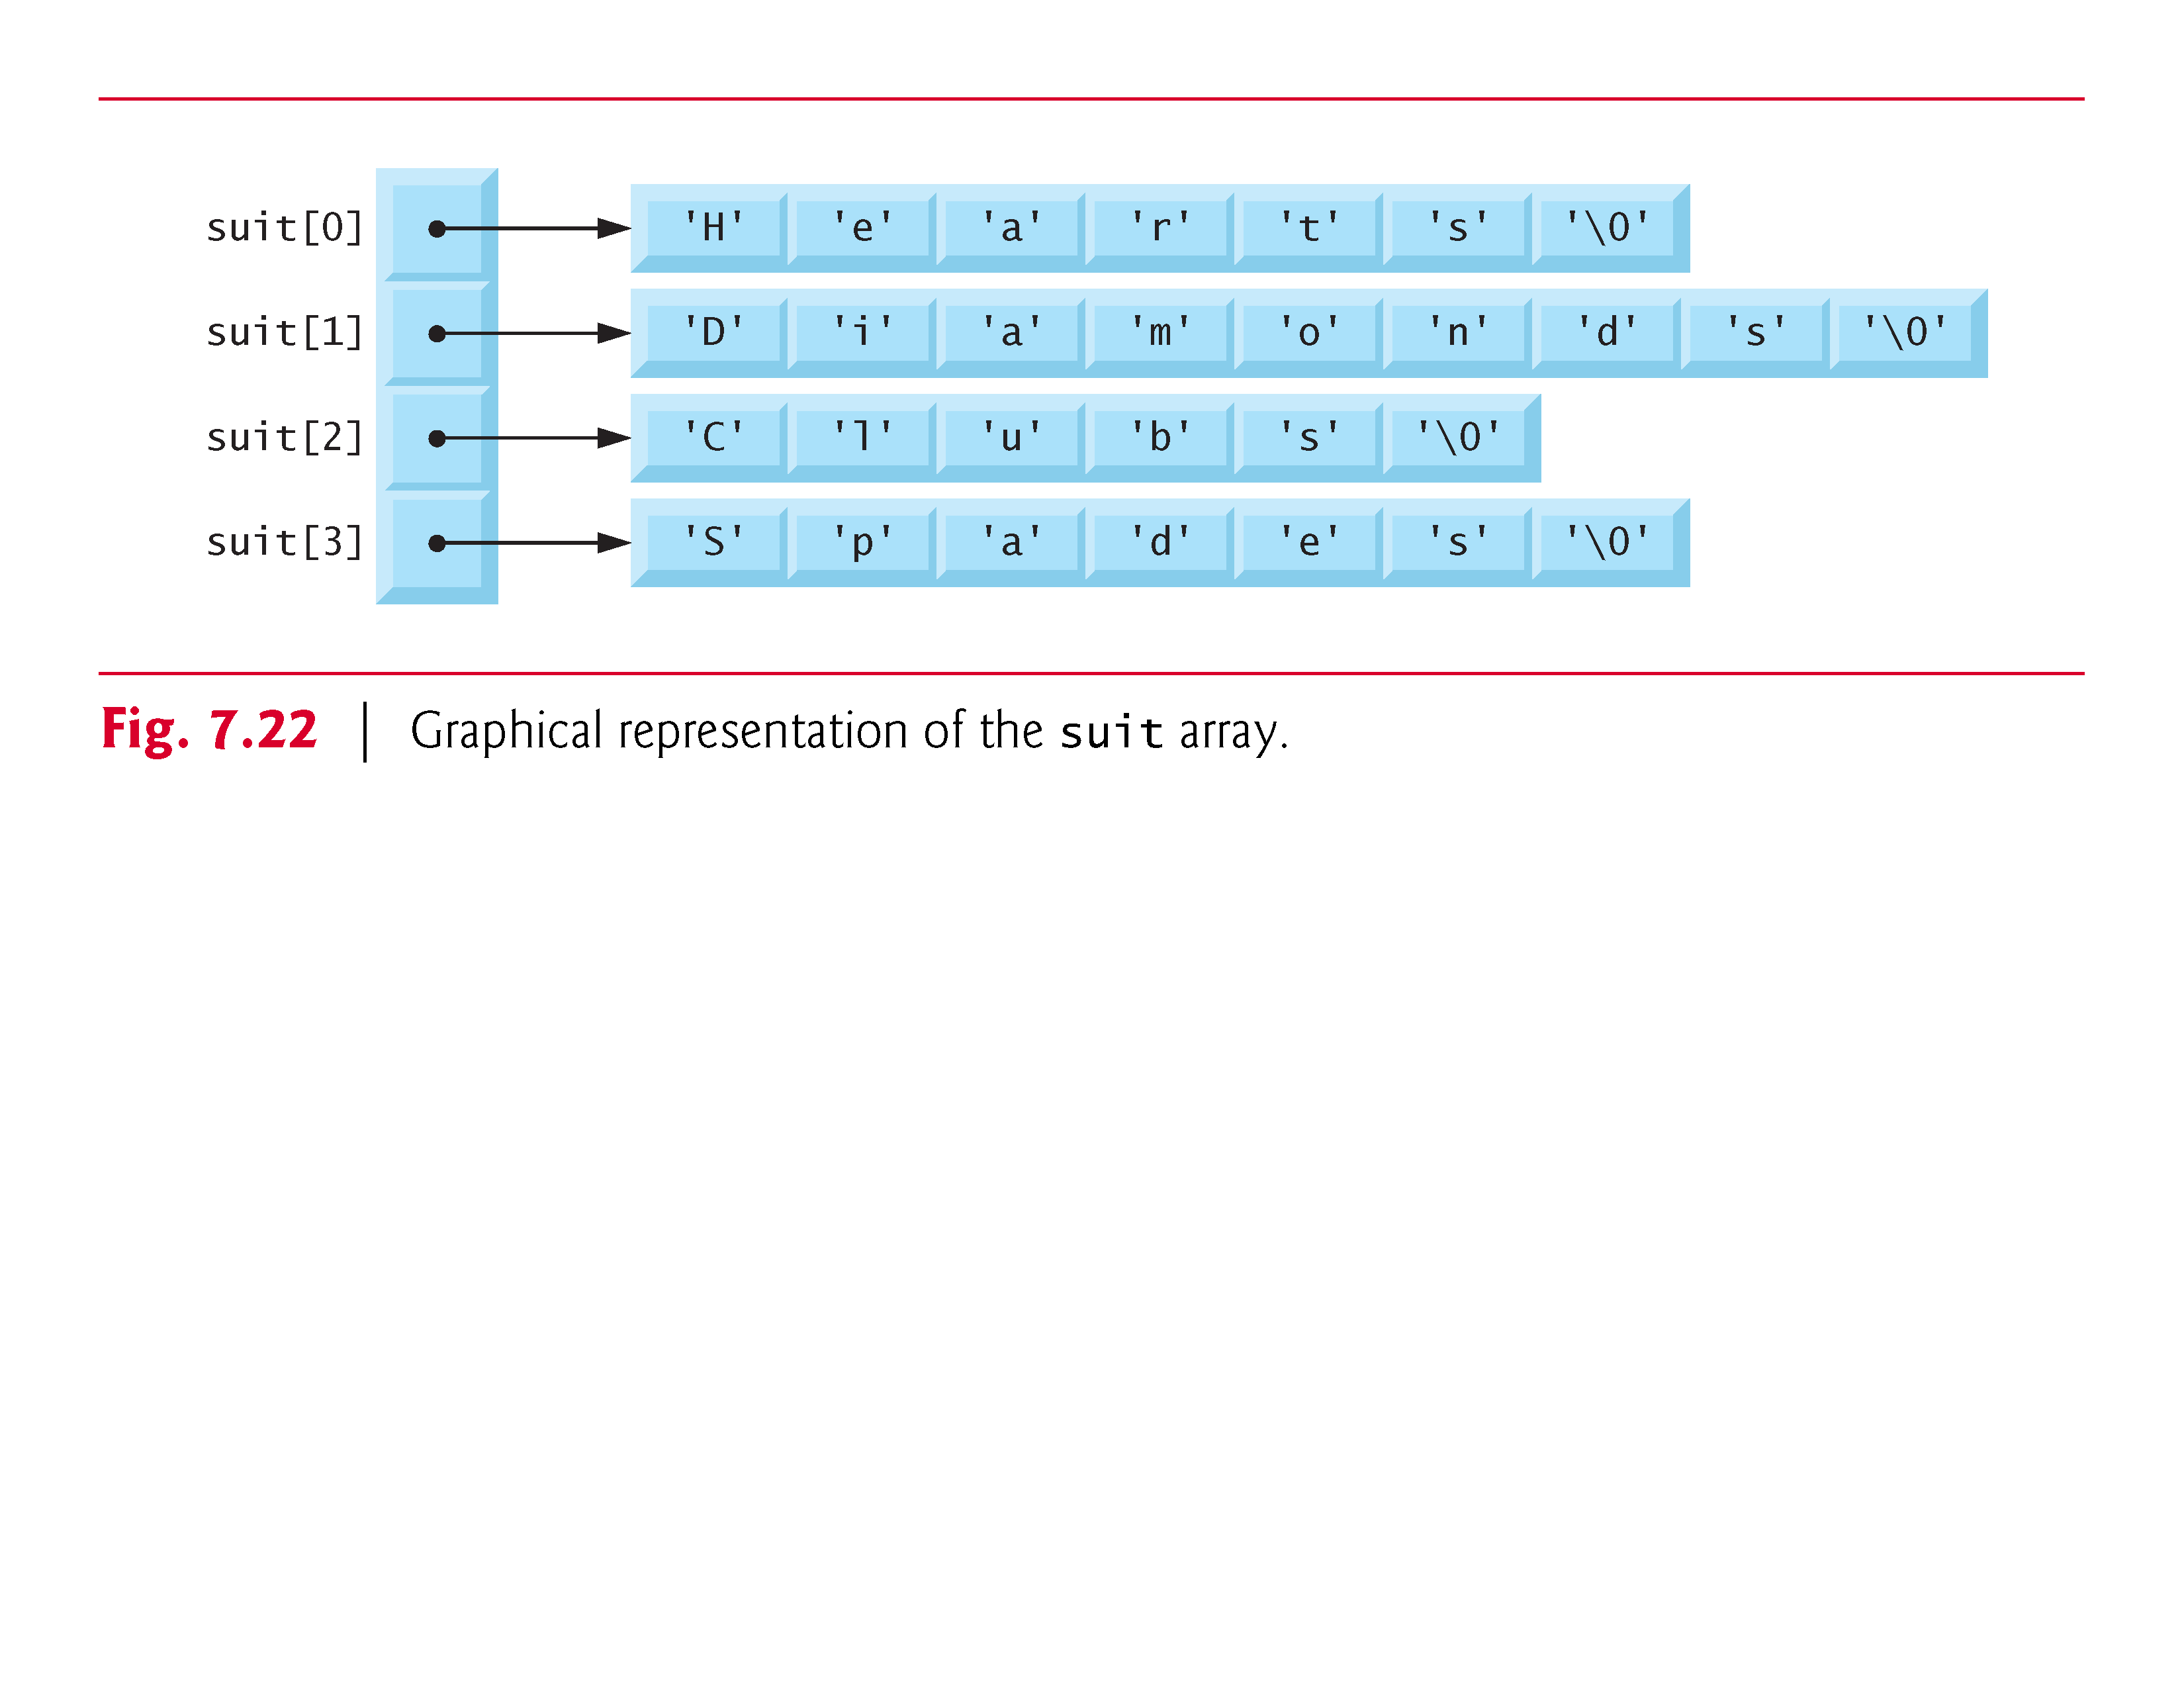 suit[0] 'H' 'e' 'a' 'r' 't' 's' '\0'
suit[1] 'D' 'i' 'a' 'm' 'o' 'n' 'd' 's' '\0'
suit[2] 'C' 'l' 'u' 'b' 's' '\0'
suit[3] 'S' 'p' 'a' 'd' 'e' 's' '\0'
Fig. 7.22 | Graphical representation of the suit array.